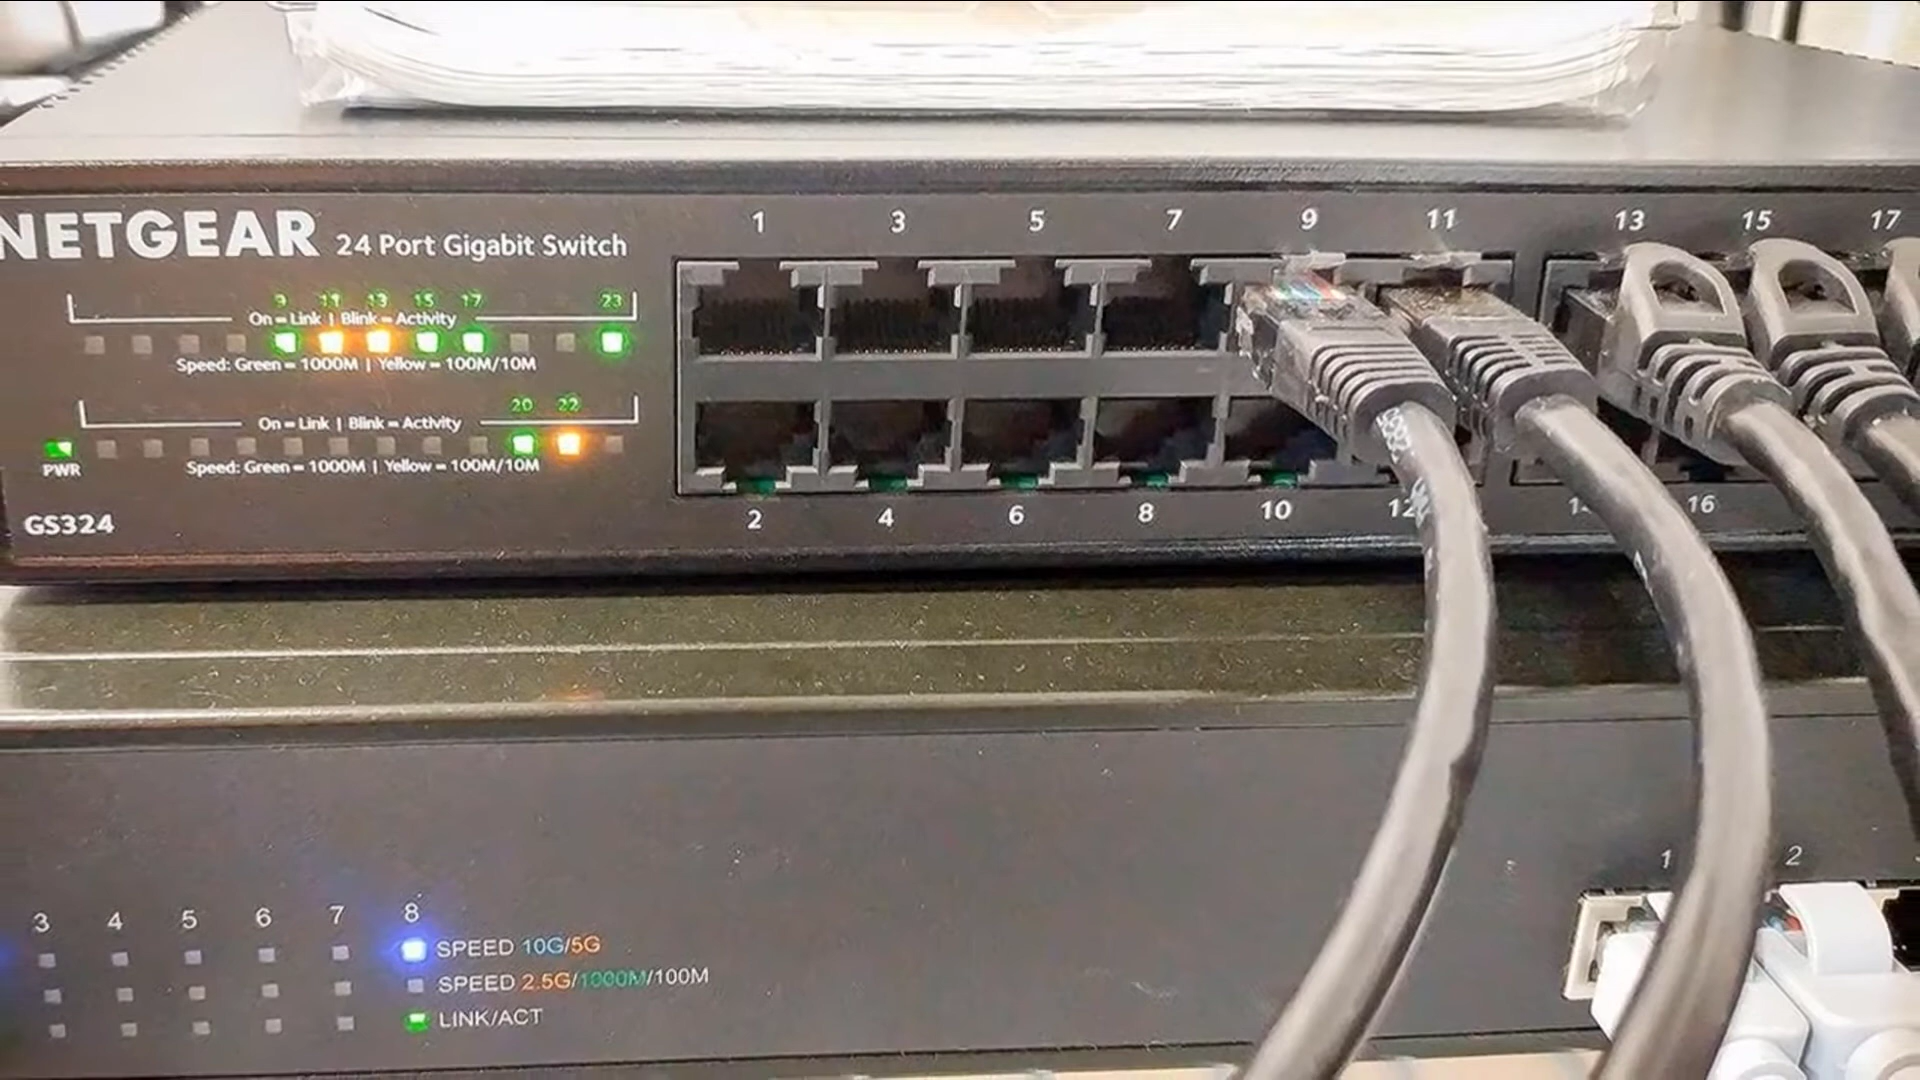 NETGEAR 24 Port Gigabit Switch
1 3 5 7 9 11 13 15 17
9 11 13 15 17 23
On = Link | Blink = Activity
Speed: Green = 1000M | Yellow = 100M/10M
20 22
On = Link | Blink = Activity
PWR
Speed: Green = 1000M | Yellow = 100M/10M
GS324
2 4 6 8 10 12 16
1 2
3 4 5 6 7 8
SPEED 10G/5G
SPEED 2.5G/1000M/100M
LINK/ACT